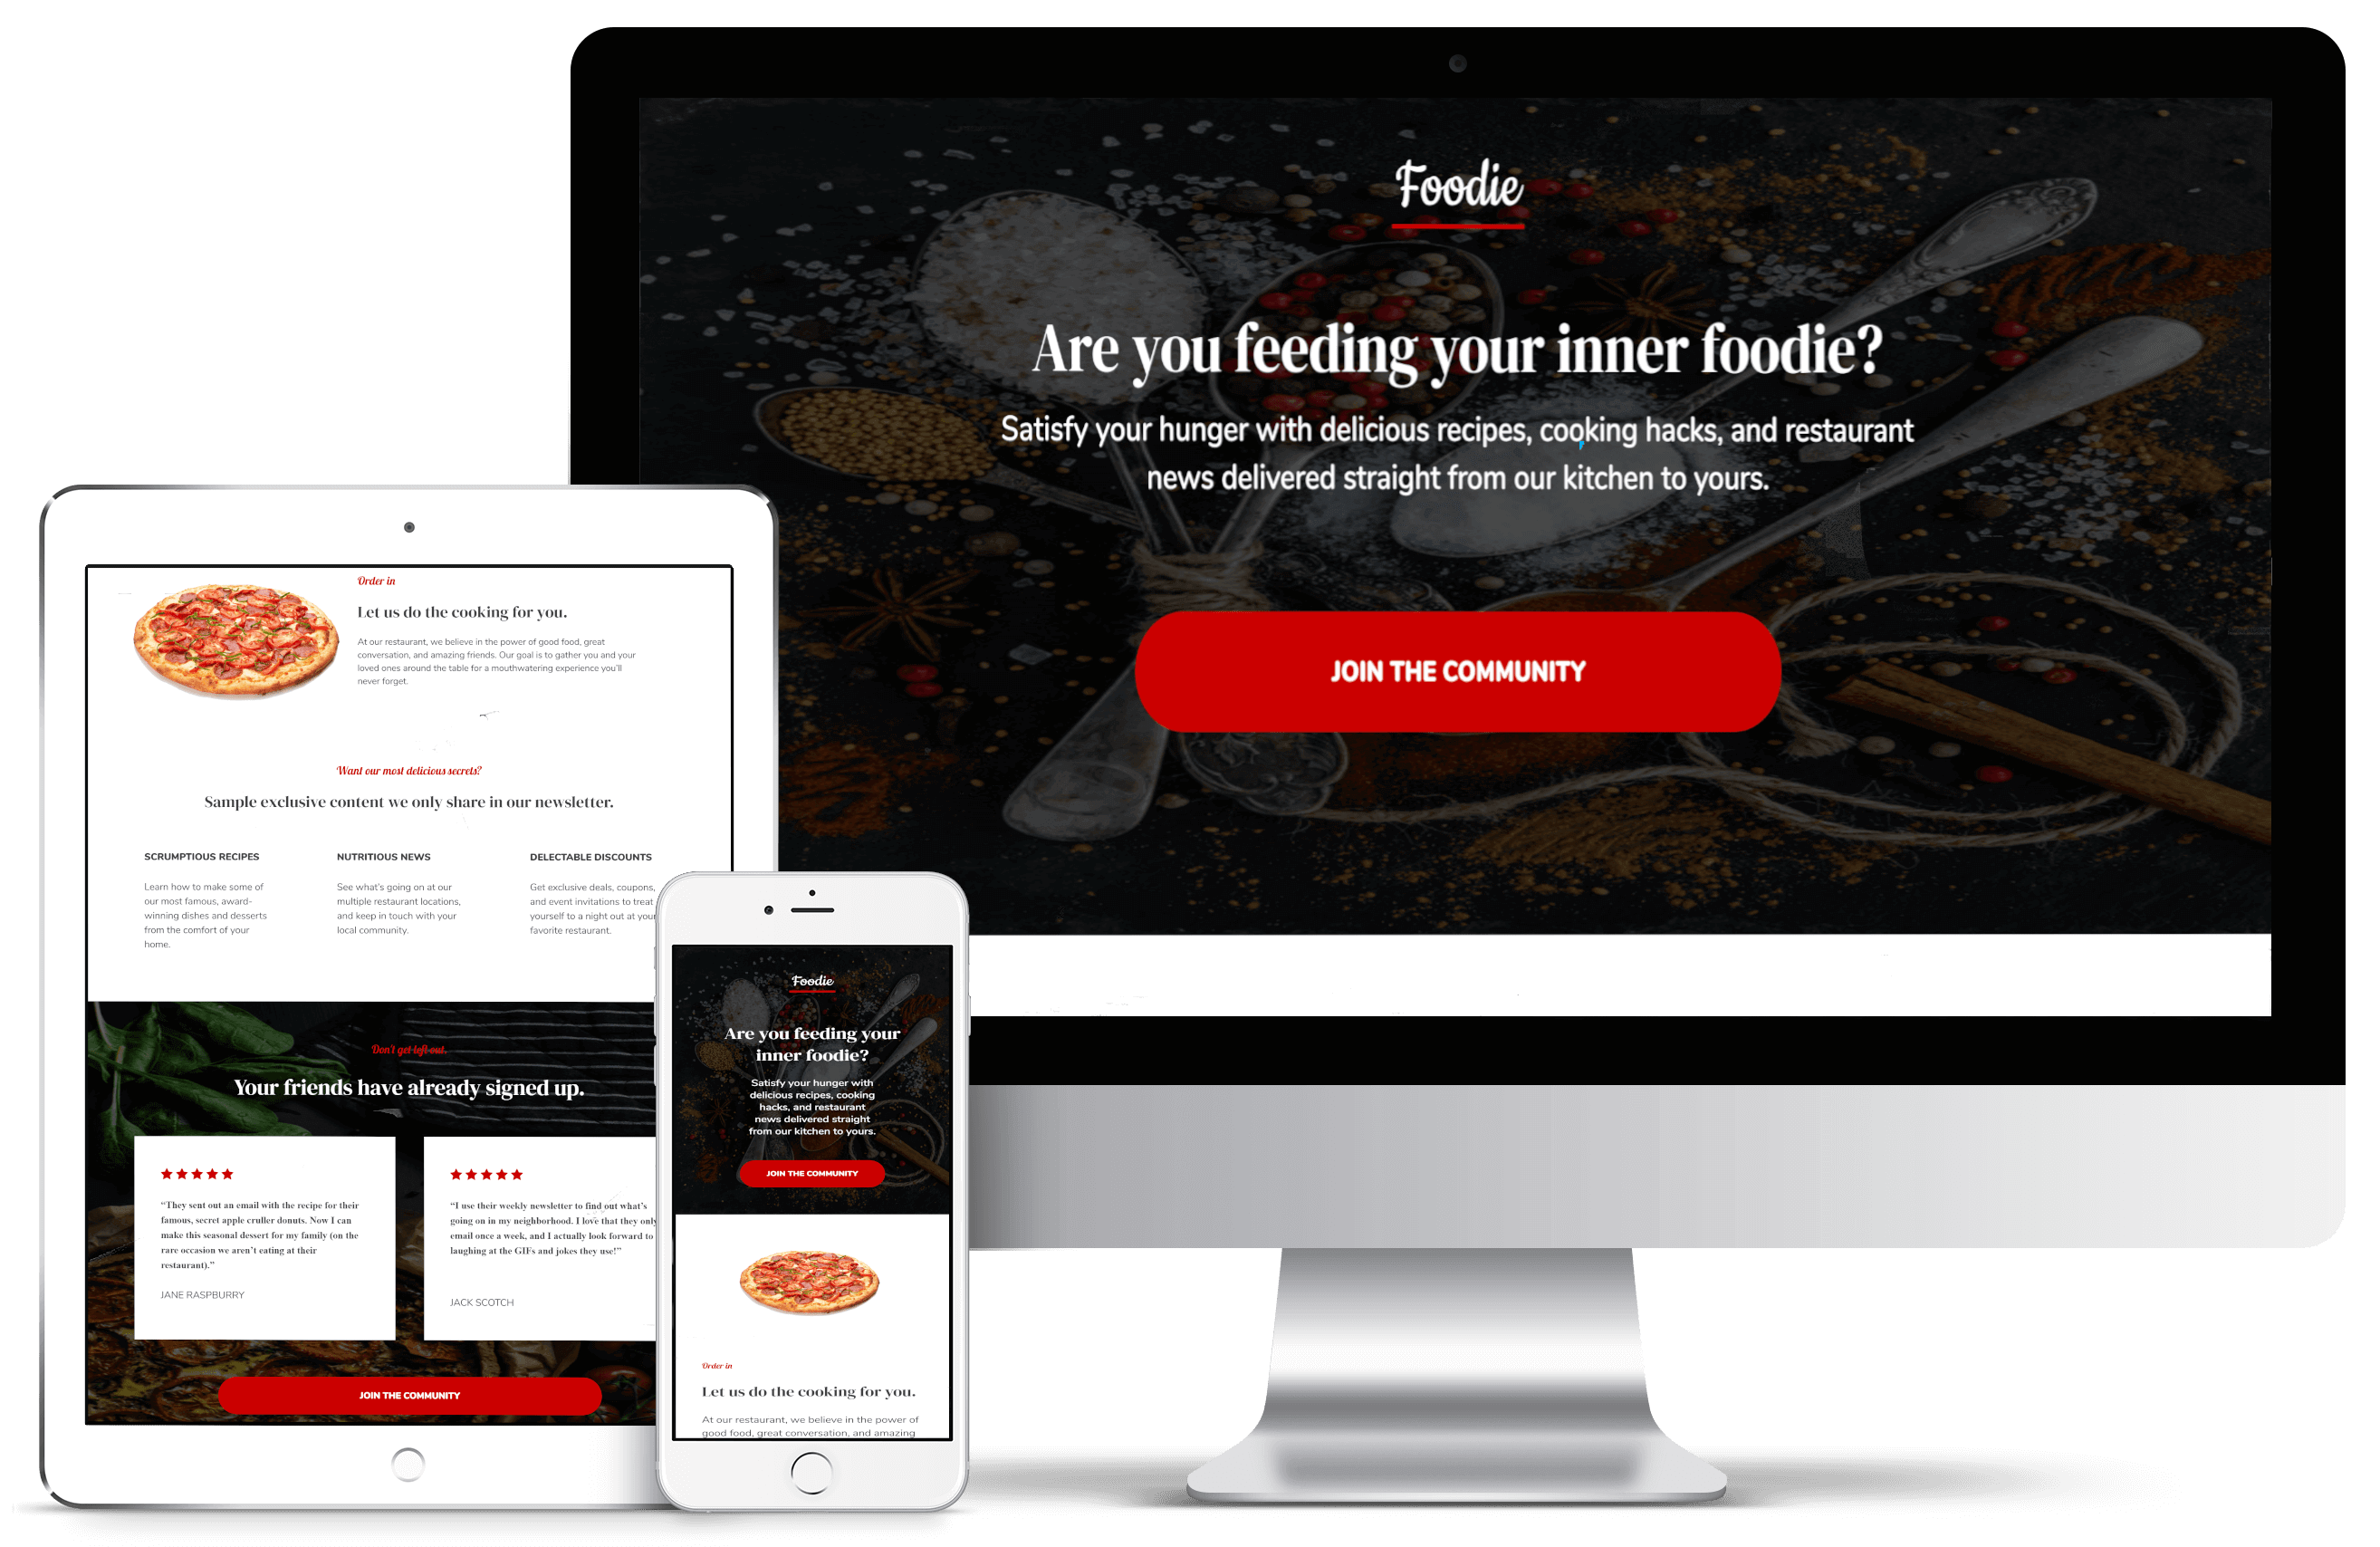 Foodie
Are you feeding your inner foodie?
Satisfy your hunger with delicious recipes, cooking hacks, and restaurant
news delivered straight from our kitchen to yours.
JOIN THE COMMUNITY
Order in
Let us do the cooking for you.
At our restaurant, we believe in the power of good food, great
conversation, and amazing friends. Our goal is to gather you and your
loved ones around the table for a mouthwatering experience you'll
never forget.
Want our most delicious secrets?
Sample exclusive content we only share in our newsletter.
SCRUMPTIOUS RECIPES
Learn how to make some of
our most famous, award-
winning dishes and desserts
from the comfort of your
home.
NUTRITIOUS NEWS
See what's going on at our
multiple restaurant locations,
and keep in touch with your
local community.
DELECTABLE DISCOUNTS
Get exclusive deals, coupons,
and event invitations to treat
yourself to a night out at your
favorite restaurant.
Don't get left out.
Your friends have already signed up.
“They sent out an email with the recipe for their
famous, secret apple cruller donuts. Now I can
make this seasonal dessert for my family (on the
rare occasion we aren’t eating at their
restaurant).”
JANE RASPBURRY
“I use their weekly newsletter to find out what’s
going on in my neighborhood. I love that they only
email once a week, and I actually look forward to
laughing at the GIFs and jokes they use!”
JACK SCOTCH
JOIN THE COMMUNITY
Foodie
Are you feeding your
inner foodie?
Satisfy your hunger with
delicious recipes, cooking
hacks, and restaurant
news delivered straight
from our kitchen to yours.
JOIN THE COMMUNITY
Order in
Let us do the cooking for you.
At our restaurant, we believe in the power of
good food, great conversation, and amazing